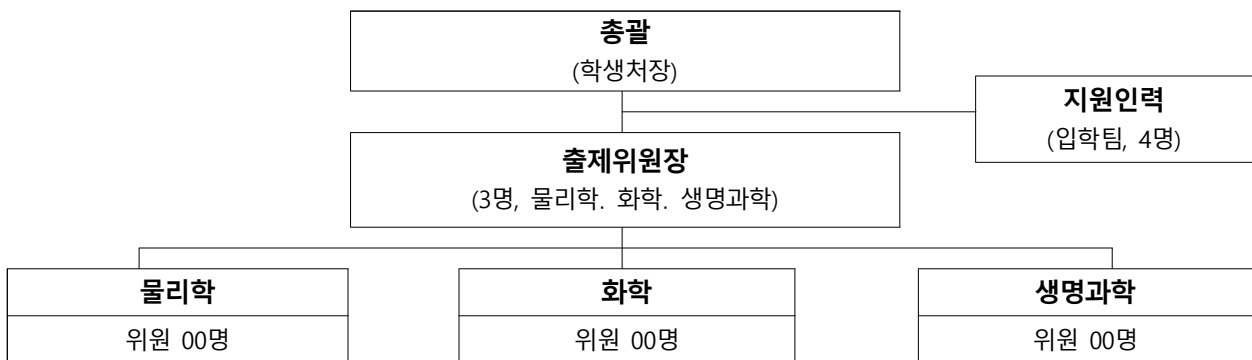 총괄
(학생처장)
지원인력
(입학팀, 4명)
출제위원장
(3명, 물리학. 화학. 생명과학)
물리학
화학
생명과학
위원 00명
위원 00명
위원 00명